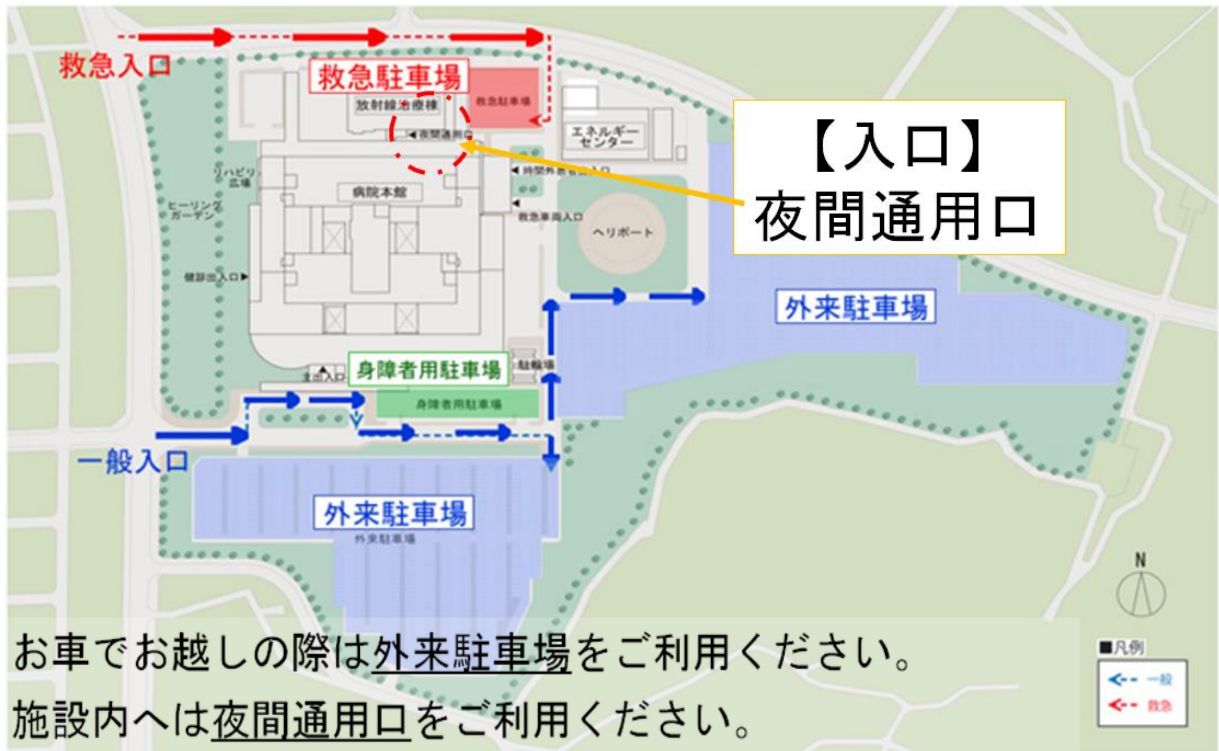 救急入口
救急駐車場
放射線治療棟
救急駐車場
◀夜間通用口
エネルギー
センター
【入口】
夜間通用口
リハビリ
広場
◀時間外患者出入口
病院本館
ヒーリング
ガーデン
◀
救急車両入口
ヘリポート
健診出入口▶
外来駐車場
身障者用駐車場
駐輪場
主出入口
身障者用駐車場
一般入口
外来駐車場
外来駐車場
N
お車でお越しの際は外来駐車場をご利用ください。
施設内へは夜間通用口をご利用ください。
■凡例
一般
救急